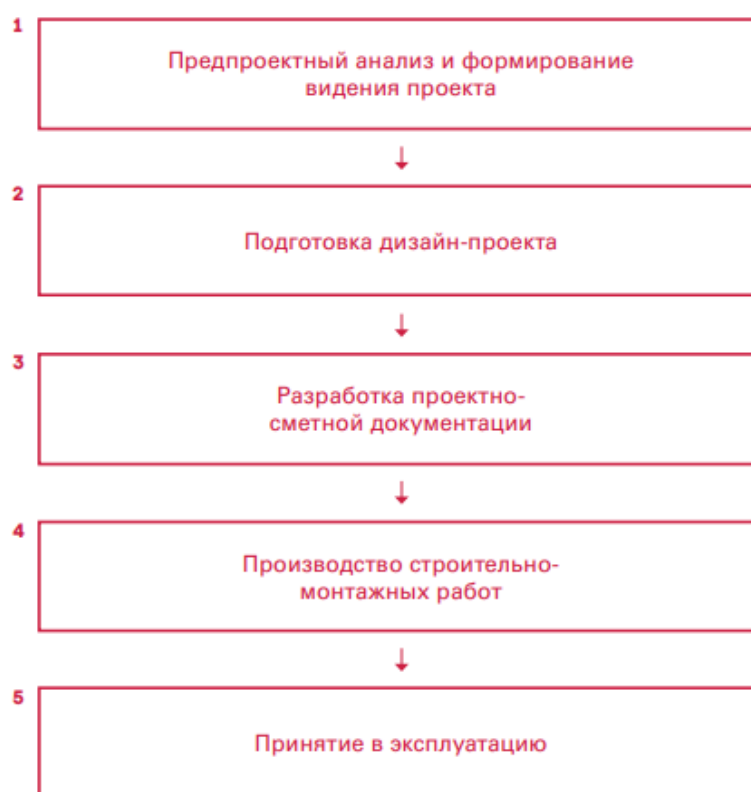 1
Предпроектный анализ и формирование
видения проекта
↓
2
Подготовка дизайн-проекта
↓
3
Разработка проектно-
сметной документации
↓
4
Производство строительно-
монтажных работ
↓
5
Принятие в эксплуатацию